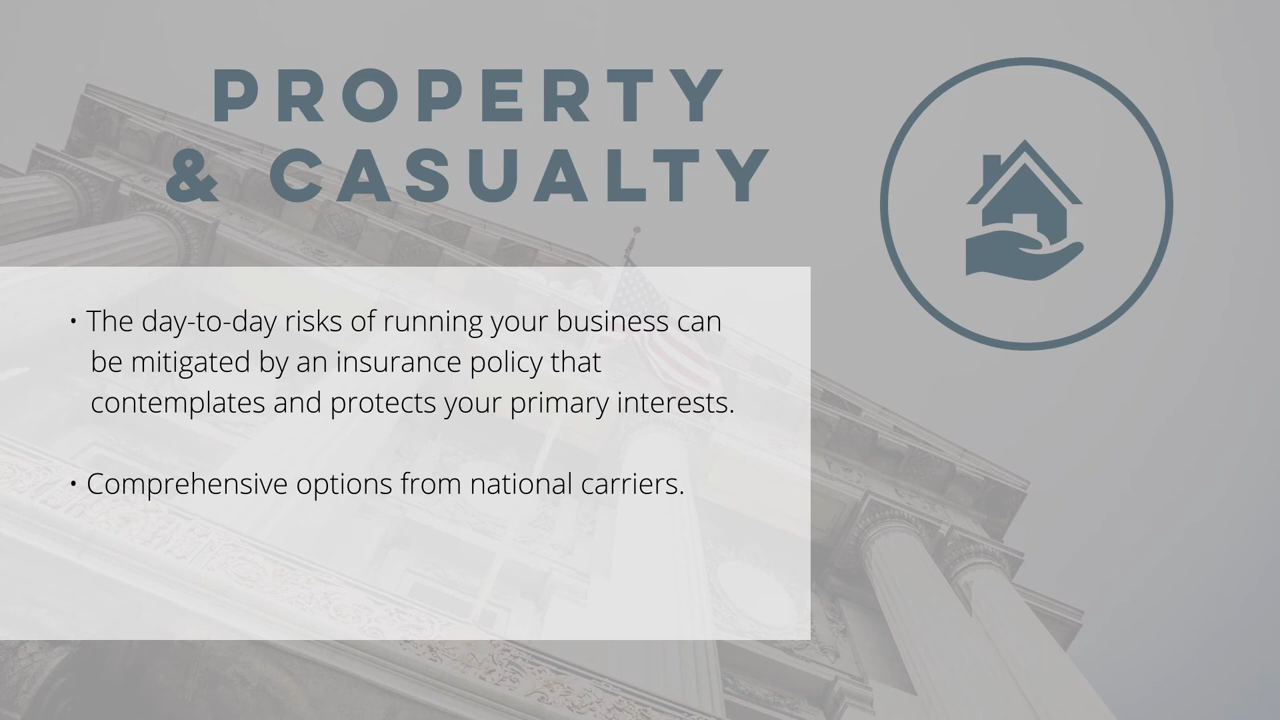 PROPERTY
& CASUALTY
• The day-to-day risks of running your business can
be mitigated by an insurance policy that
contemplates and protects your primary interests.
• Comprehensive options from national carriers.